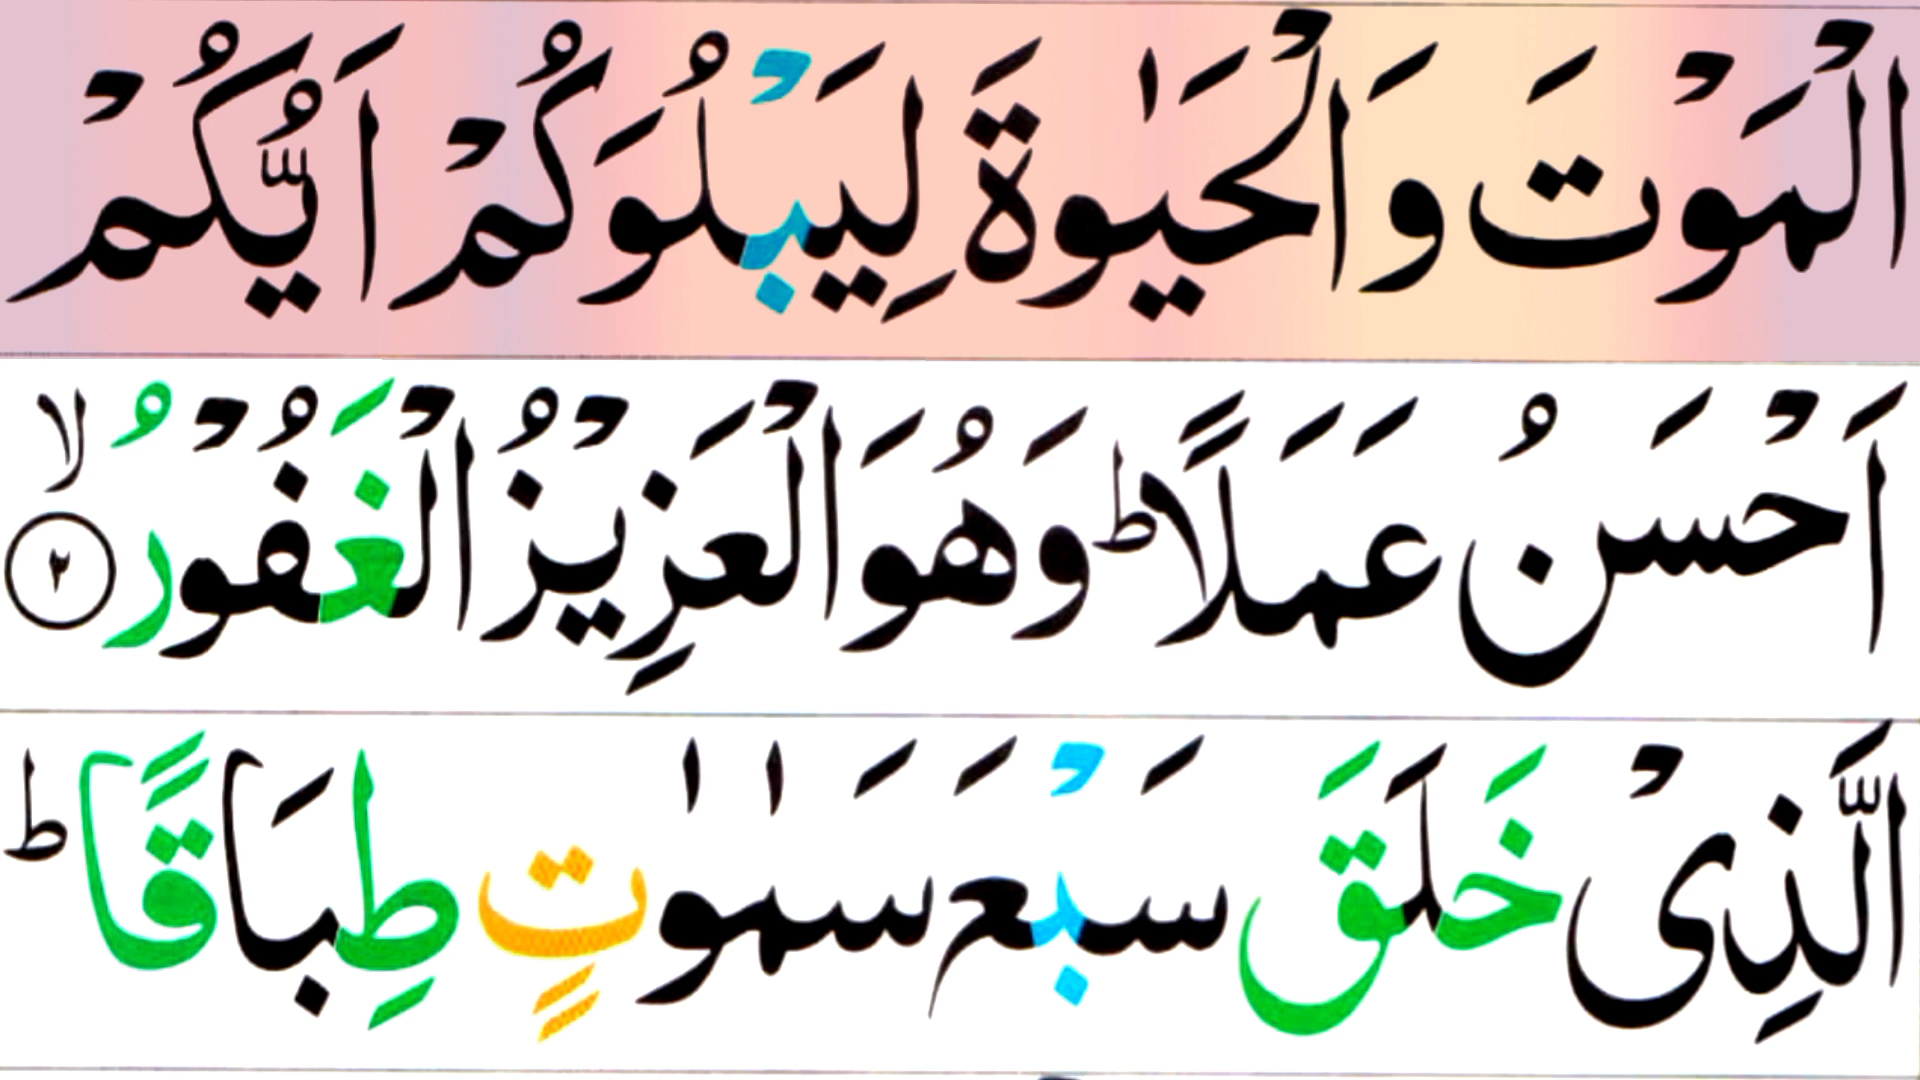 الْمَوْتَ وَالْحَيٰوةَ لِيَبْلُوَكُمْ اَيُّكُمْ
اَحْسَنُ عَمَلًا ؕ وَهُوَ الْعَزِيْزُ الْغَفُوْرُ ۙ ﴿۲﴾
الَّذِىْ خَلَقَ سَبْعَ سَمٰوٰتٍ طِبَاقًا ؕ